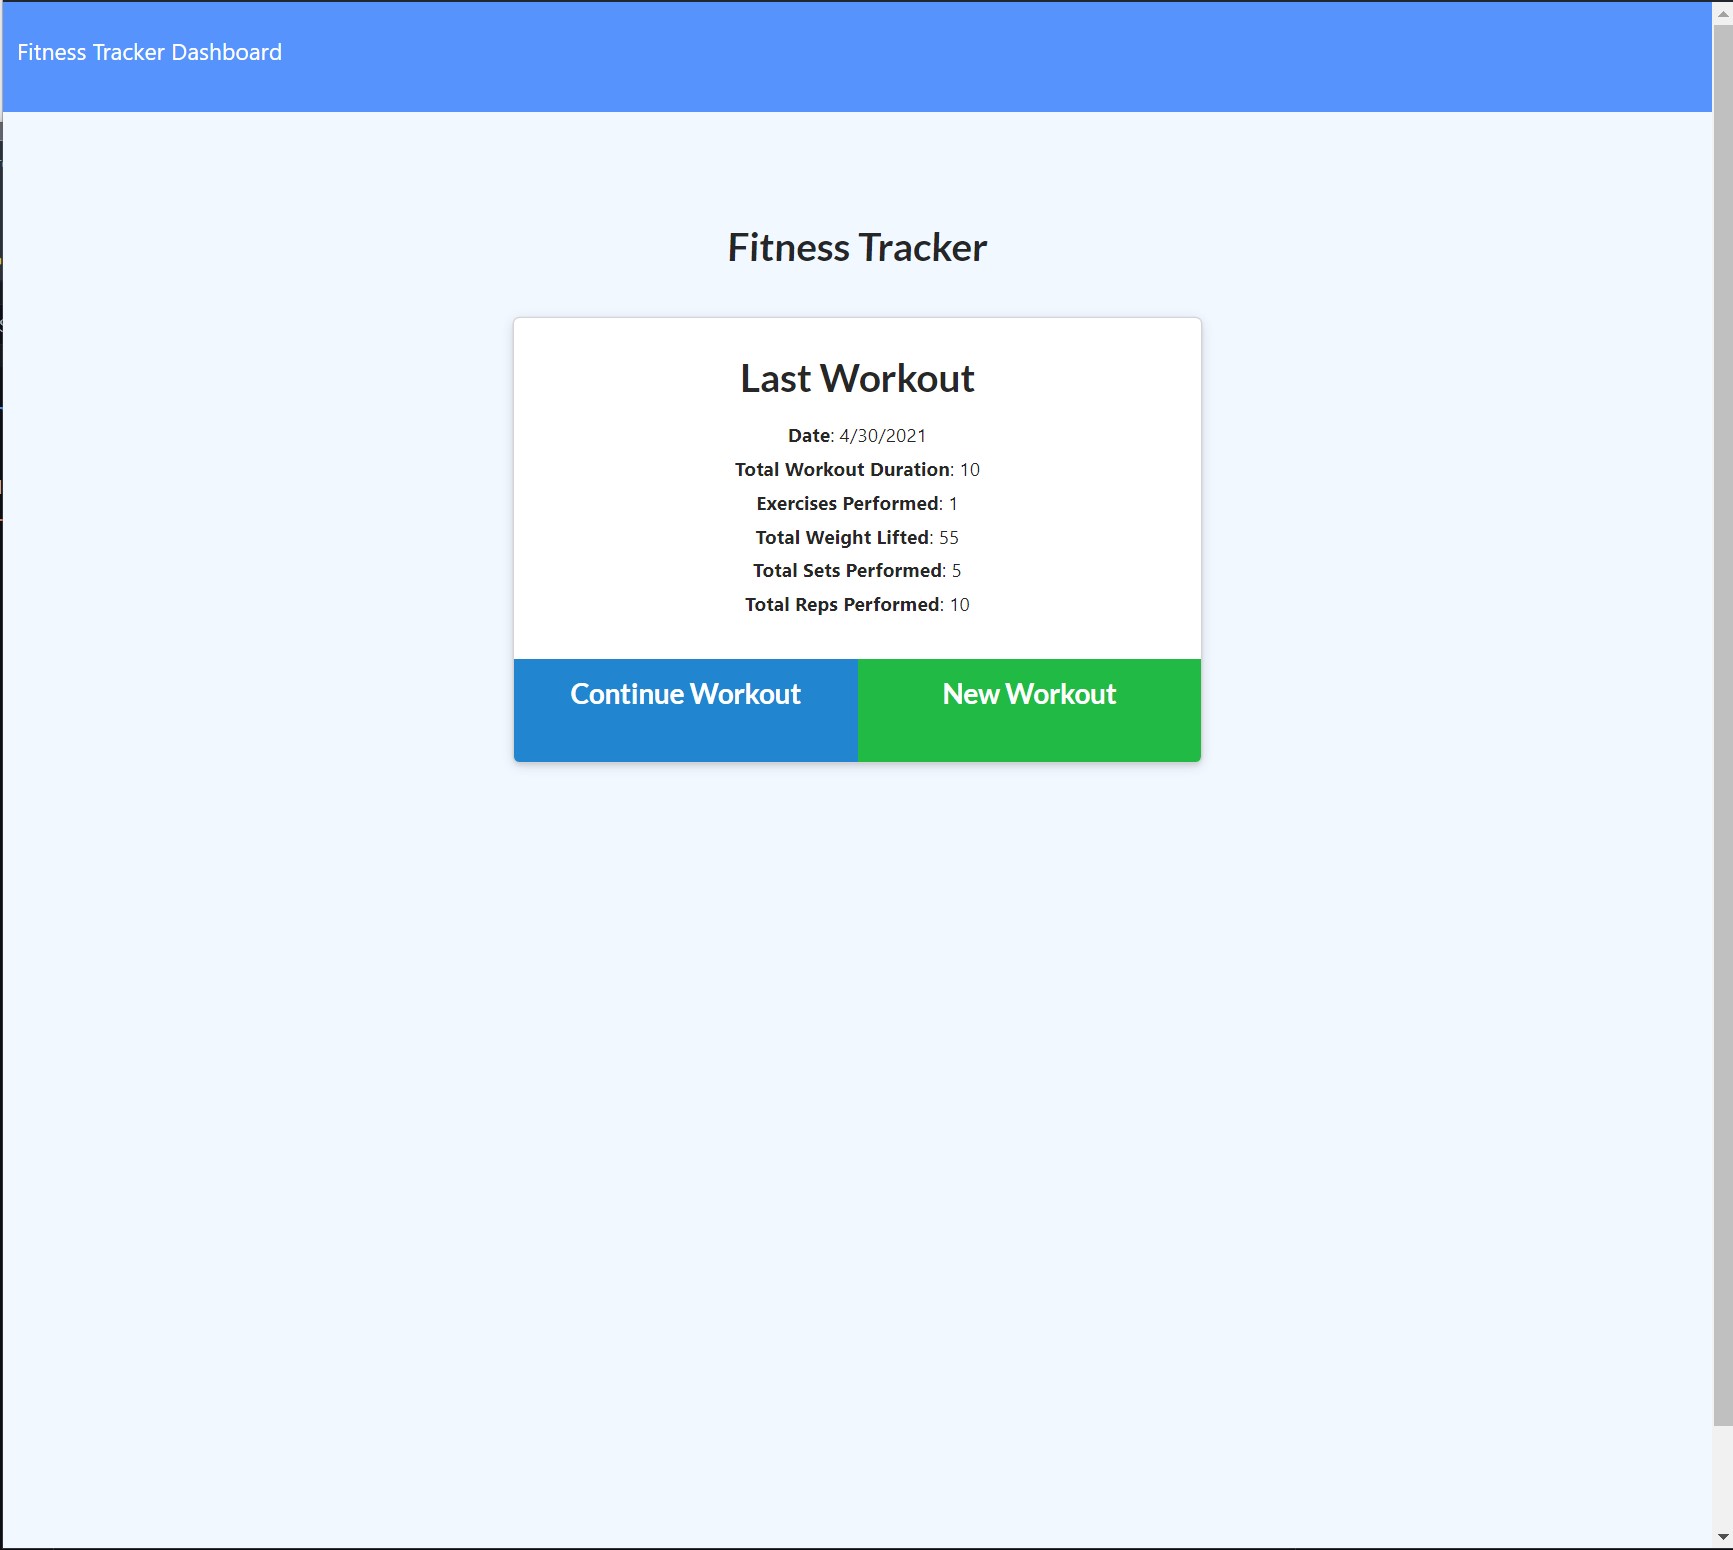 Fitness Tracker Dashboard
Fitness Tracker
Last Workout
Date: 4/30/2021
Total Workout Duration: 10
Exercises Performed: 1
Total Weight Lifted: 55
Total Sets Performed: 5
Total Reps Performed: 10
Continue Workout New Workout